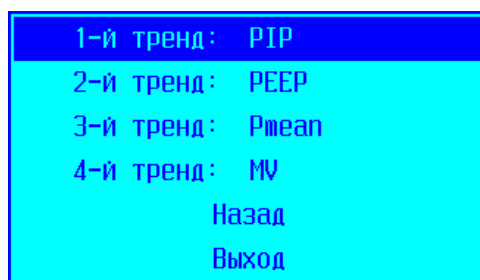 1-й тренд: PIP
2-й тренд: PEEP
3-й тренд: Pmean
4-й тренд: MV
Назад
Выход